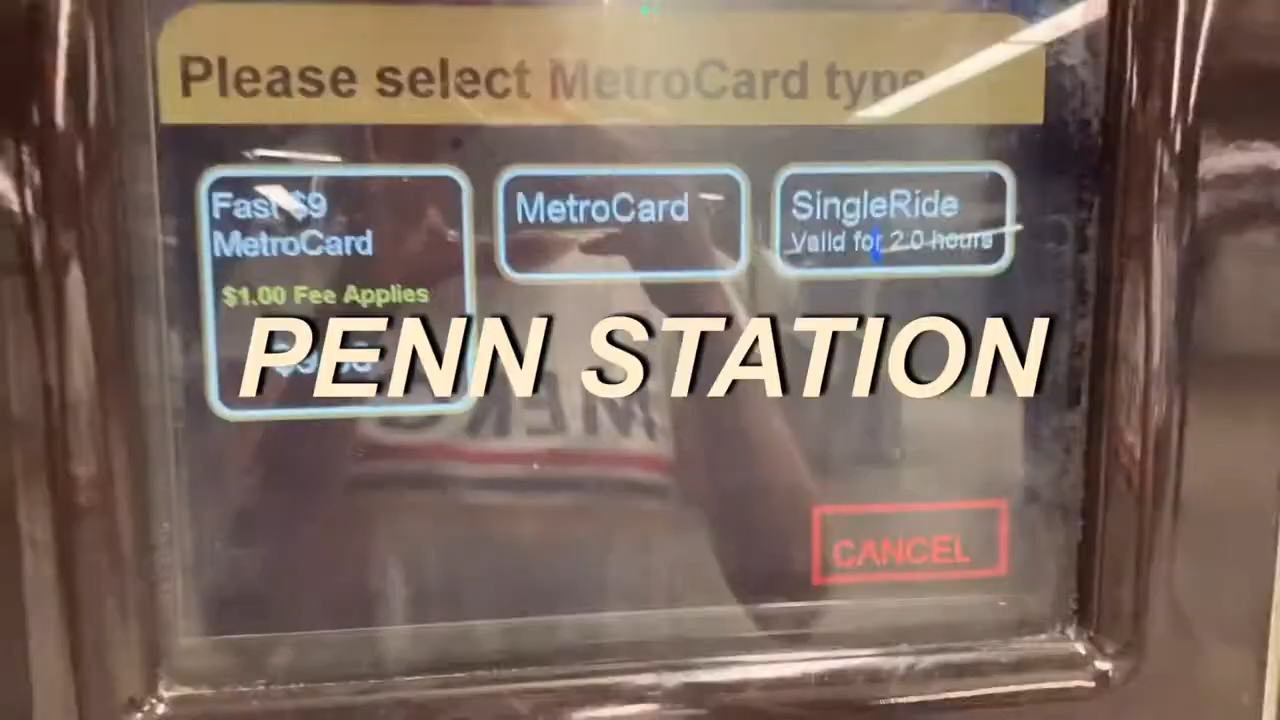 Please select MetroCard type
Fast $9
MetroCard
$1.00 Fee Applies
MetroCard
SingleRide
Valid for 2.0 hours
PENN STATION
CANCEL